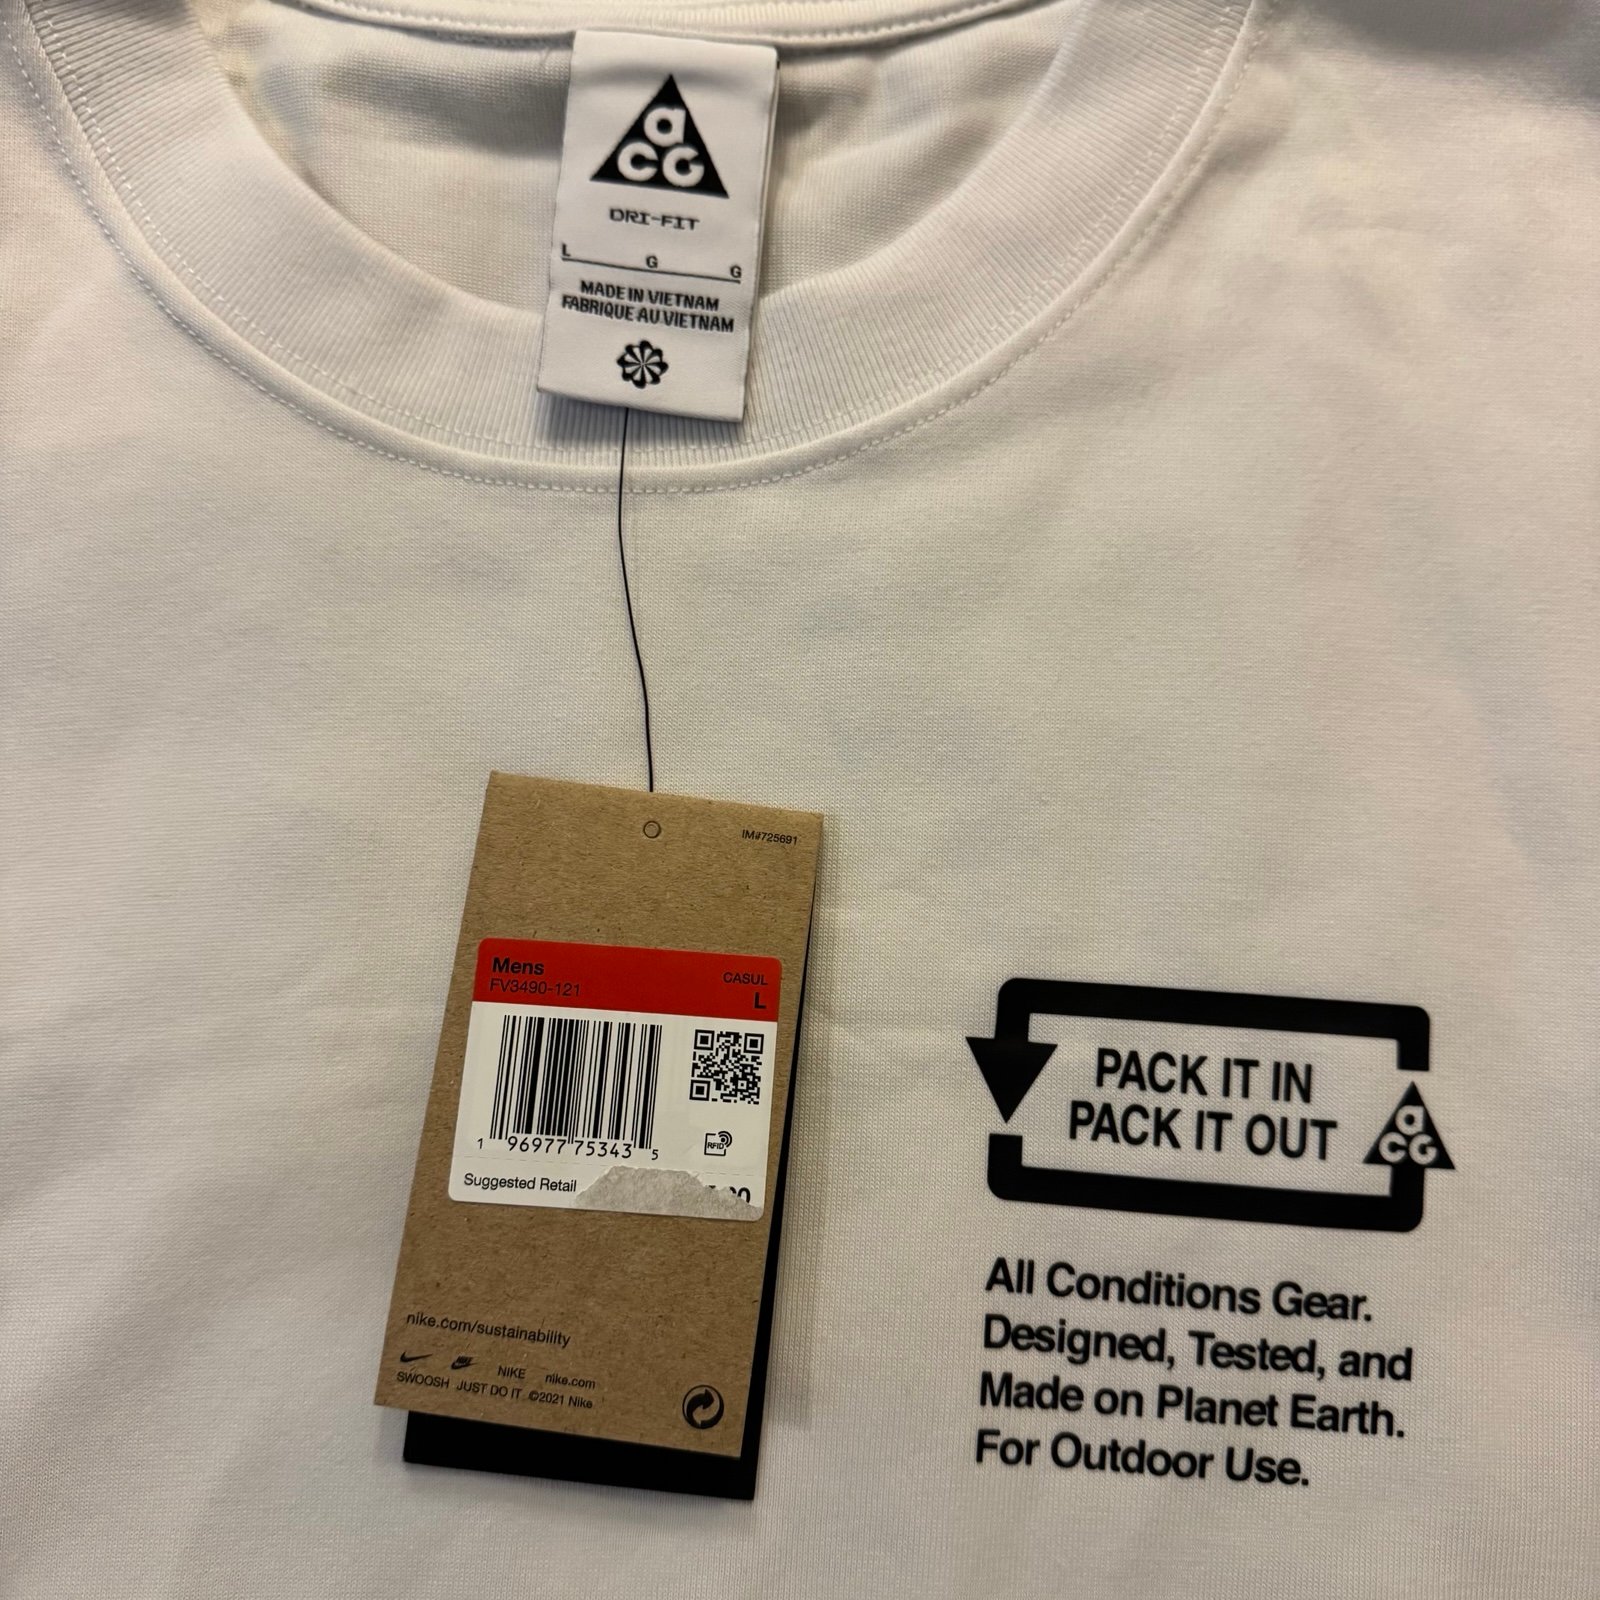 acg
DRI-FIT
L G G
MADE IN VIETNAM
FABRIQUE AU VIETNAM
IM#725691
Mens CASUL
FV3490-121 L
1 96977 75343 5
RFID
Suggested Retail
nike.com/sustainability
NIKE nike.com
SWOOSH JUST DO IT ©2021 Nike
PACK IT IN
PACK IT OUT
acg
All Conditions Gear.
Designed, Tested, and
Made on Planet Earth.
For Outdoor Use.